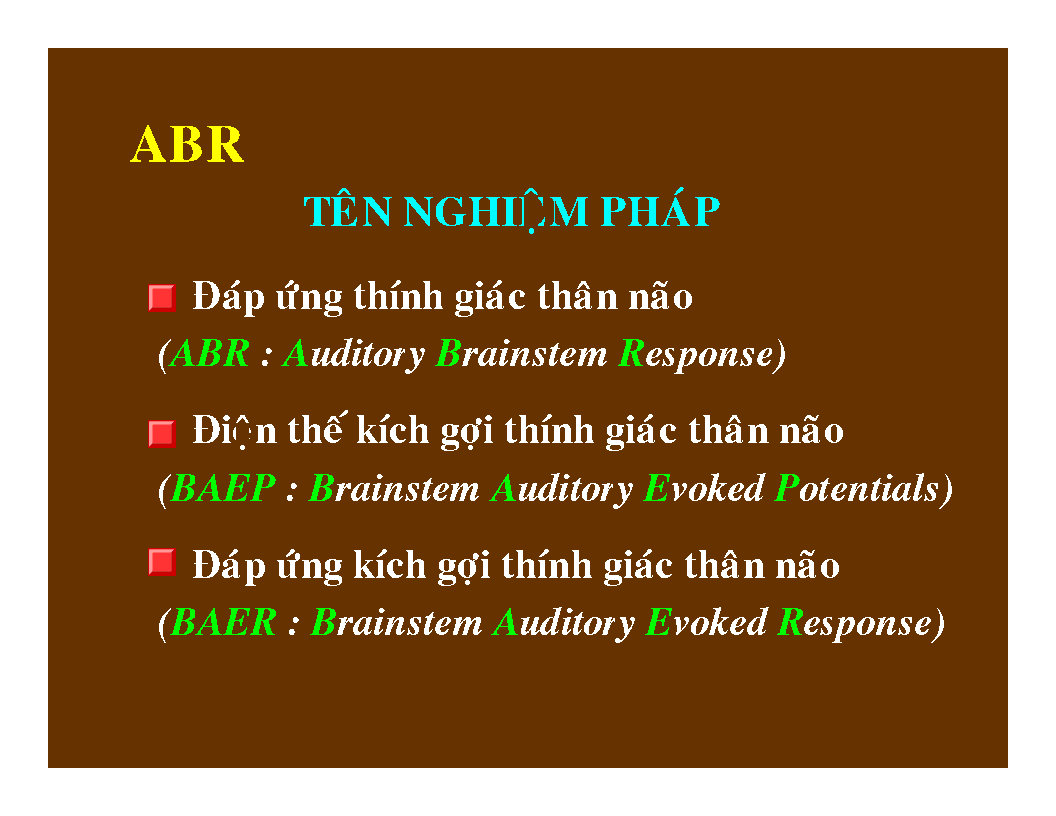 ABR
TÊN NGHIỆM PHÁP
Đáp ứng thính giác thân não
(ABR : Auditory Brainstem Response)
Điện thế kích gợi thính giác thân não
(BAEP : Brainstem Auditory Evoked Potentials)
Đáp ứng kích gợi thính giác thân não
(BAER : Brainstem Auditory Evoked Response)